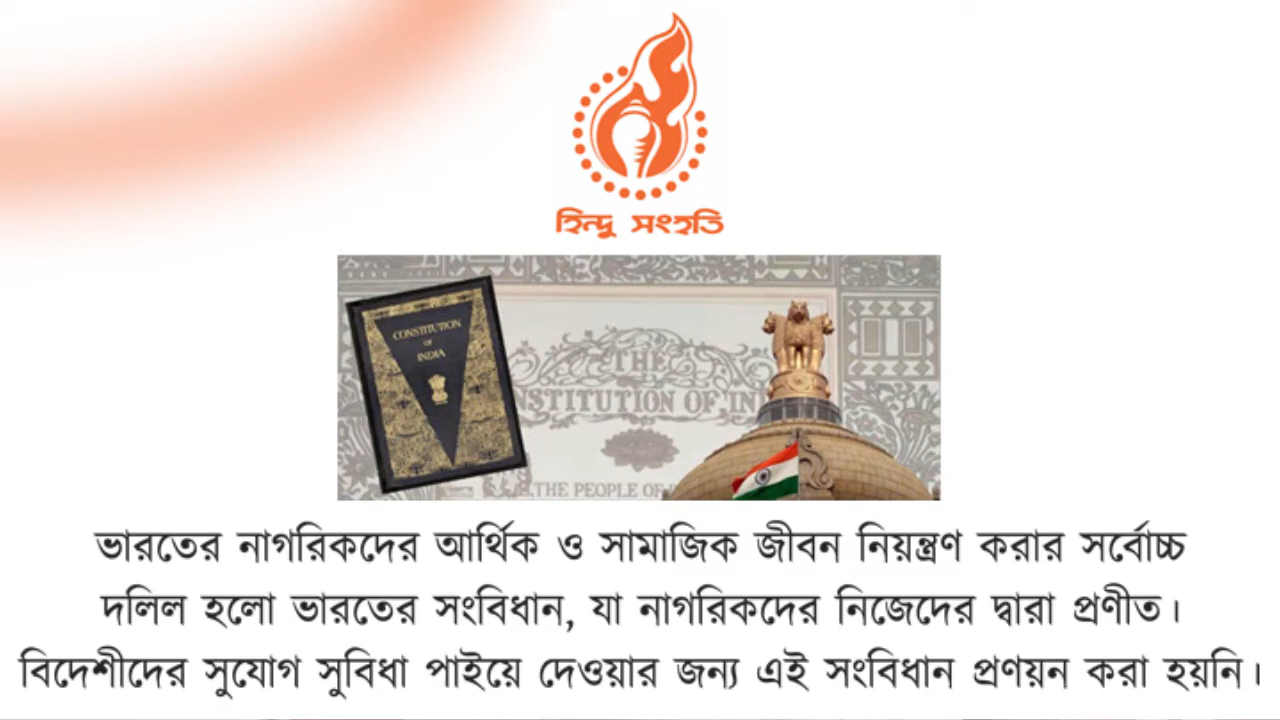 হিন্দু সংহতি
CONSTITUTION
OF
INDIA
THE
NSTITUTION OF IN
THE PEOPLE OF
ভারতের নাগরিকদের আর্থিক ও সামাজিক জীবন নিয়ন্ত্রণ করার সর্বোচ্চ
দলিল হলো ভারতের সংবিধান, যা নাগরিকদের নিজেদের দ্বারা প্রণীত।
বিদেশীদের সুযোগ সুবিধা পাইয়ে দেওয়ার জন্য এই সংবিধান প্রণয়ন করা হয়নি।